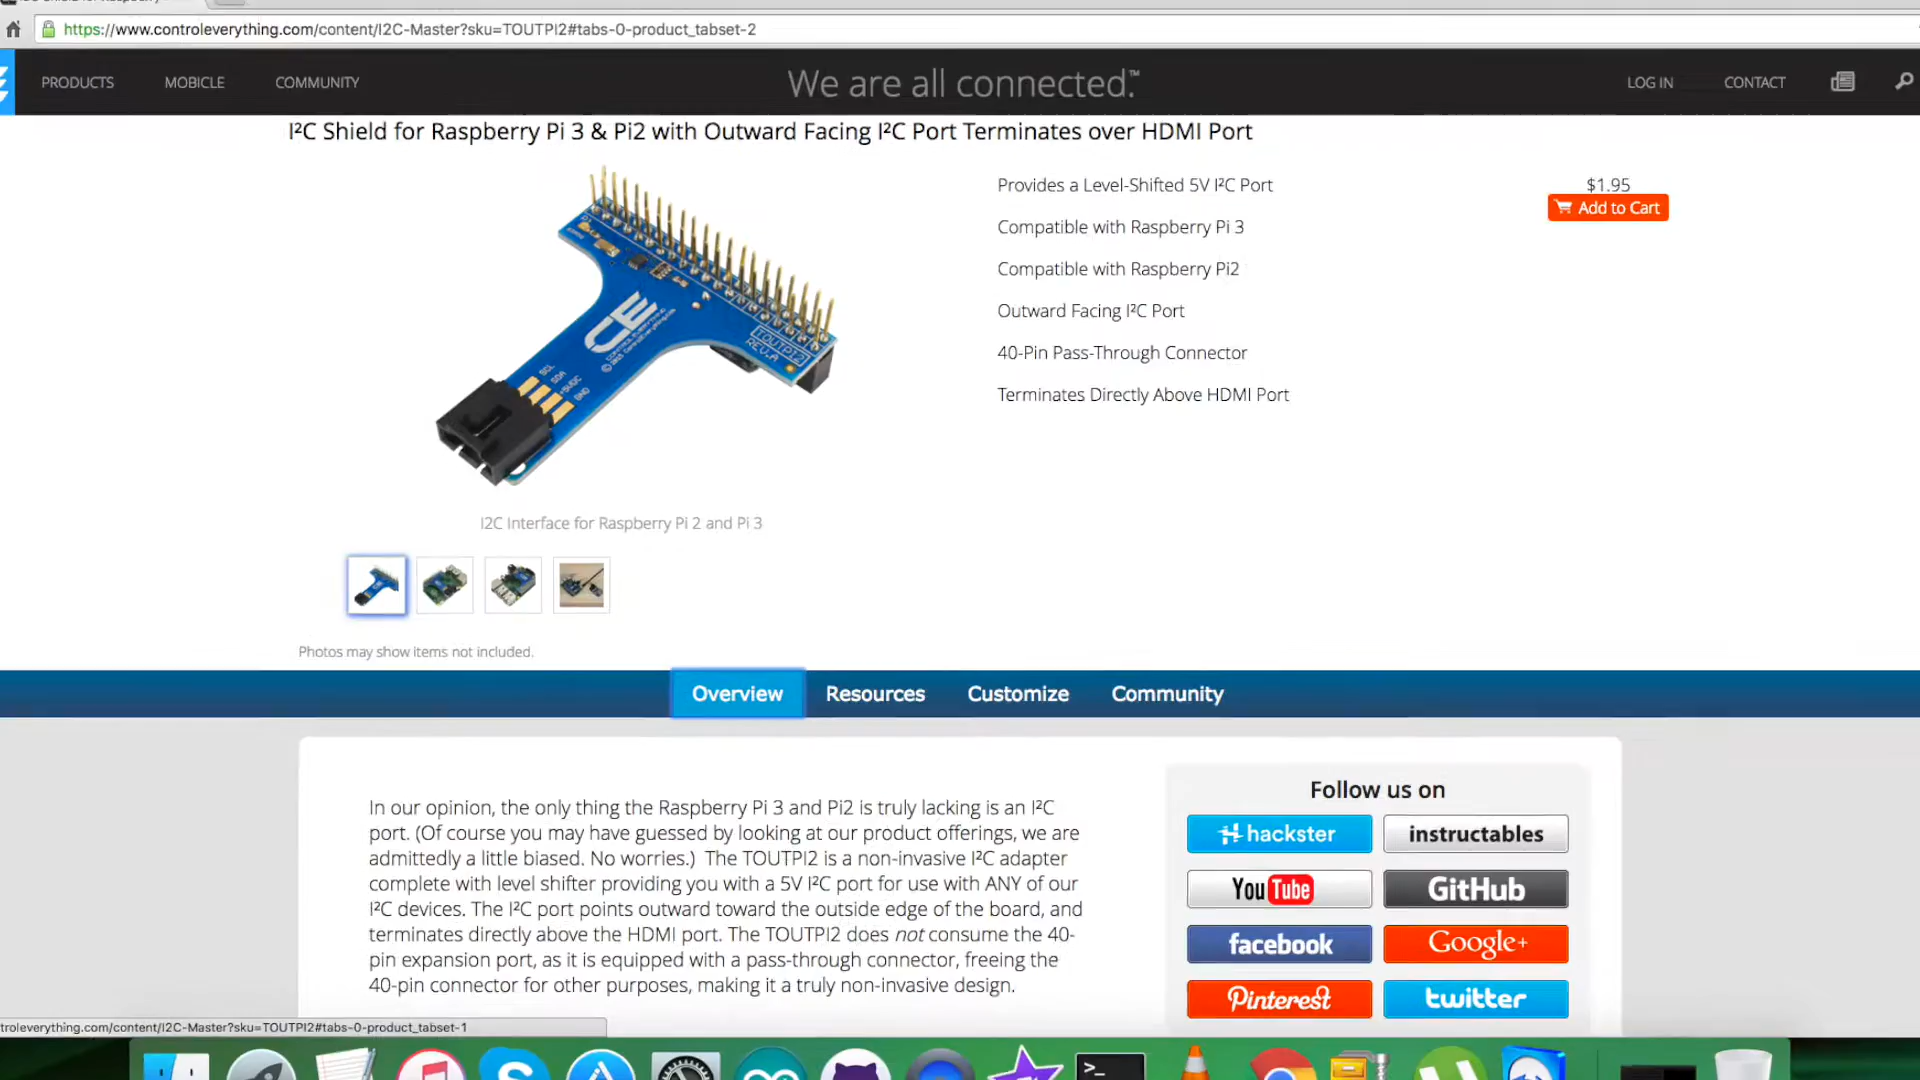 https://www.controleverything.com/content/I2C-Master?sku=TOUTPI2#tabs-0-product_tabset-2
PRODUCTS MOBICLE COMMUNITY We are all connected.™ LOG IN CONTACT
I²C Shield for Raspberry Pi 3 & Pi2 with Outward Facing I²C Port Terminates over HDMI Port
Provides a Level-Shifted 5V I²C Port
$1.95
Add to Cart
Compatible with Raspberry Pi 3
Compatible with Raspberry Pi2
Outward Facing I²C Port
40-Pin Pass-Through Connector
Terminates Directly Above HDMI Port
CE
TOUTPI2
REV.A
SCL
SDA
+5VDC
GND
I2C Interface for Raspberry Pi 2 and Pi 3
Photos may show items not included.
Overview Resources Customize Community
In our opinion, the only thing the Raspberry Pi 3 and Pi2 is truly lacking is an I²C
port. (Of course you may have guessed by looking at our product offerings, we are
admittedly a little biased. No worries.) The TOUTPI2 is a non-invasive I²C adapter
complete with level shifter providing you with a 5V I²C port for use with ANY of our
I²C devices. The I²C port points outward toward the outside edge of the board, and
terminates directly above the HDMI port. The TOUTPI2 does not consume the 40-
pin expansion port, as it is equipped with a pass-through connector, freeing the
40-pin connector for other purposes, making it a truly non-invasive design.
Follow us on
hackster instructables
YouTube GitHub
facebook Google+
Pinterest twitter
troleverything.com/content/I2C-Master?sku=TOUTPI2#tabs-0-product_tabset-1